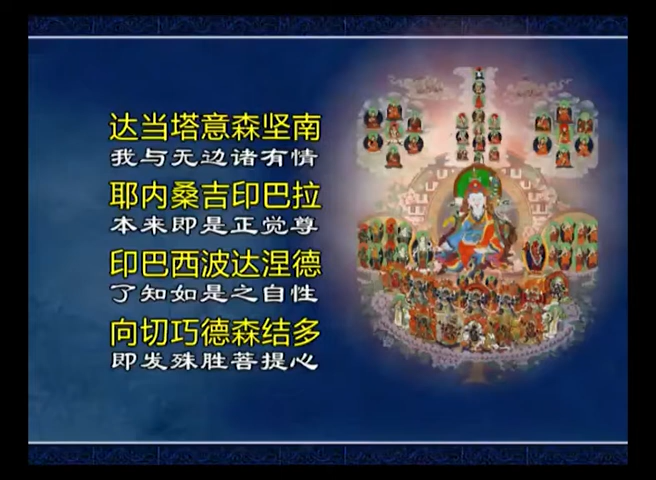 达当塔意森坚南
我与无边诸有情
耶内桑吉印巴拉
本来即是正觉尊
印巴西波达涅德
了知如是之自性
向切巧德森结多
即发殊胜菩提心